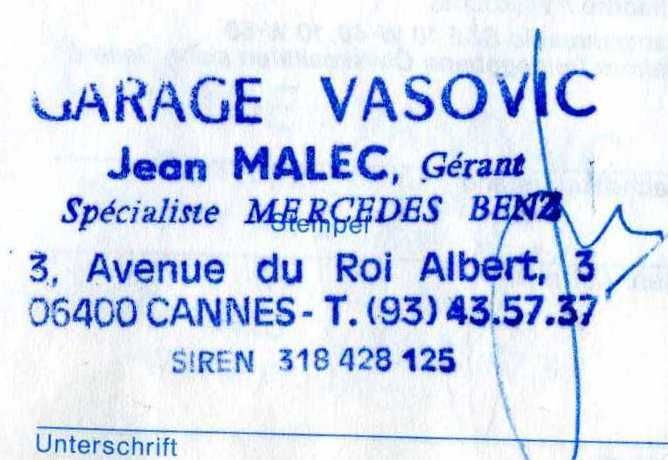 GARAGE VASOVIC
Jean MALEC, Gérant
Spécialiste MERCEDES BENZ
Stempel
3, Avenue du Roi Albert, 3
06400 CANNES - T. (93) 43.57.37
SIREN 318 428 125
Unterschrift